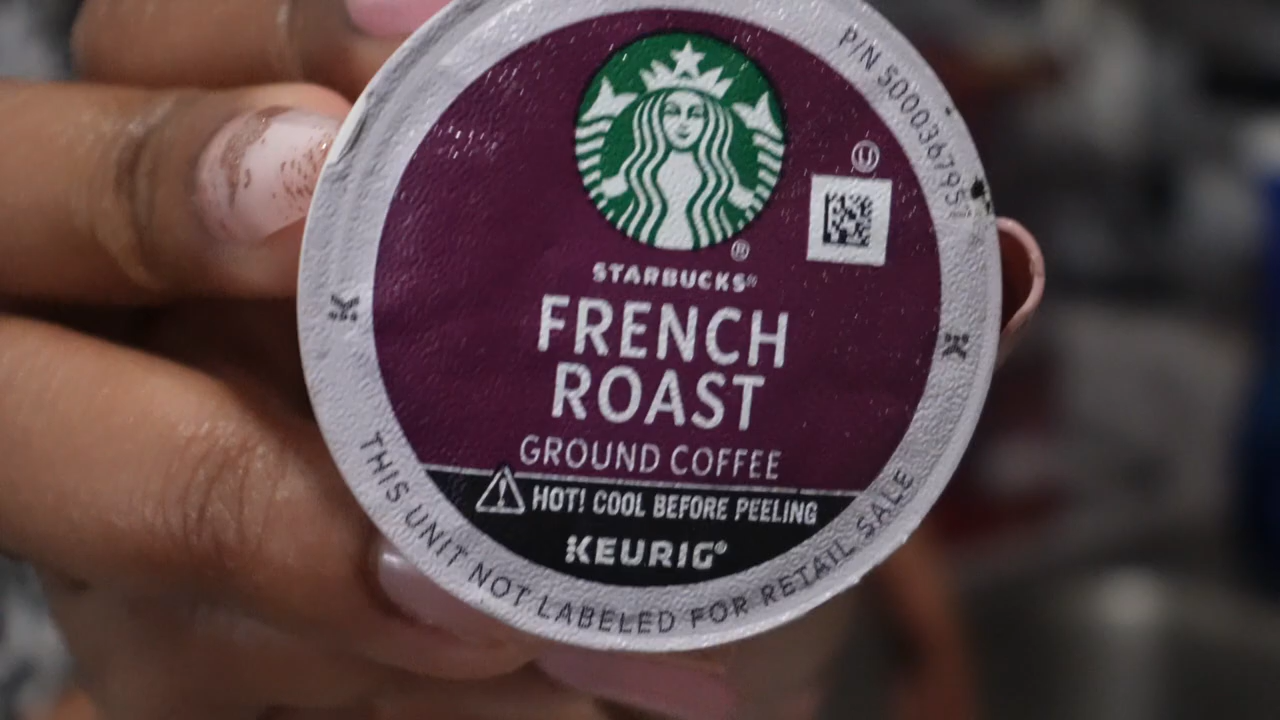 P/N 500036795
U
®
STARBUCKS®
FRENCH
ROAST
GROUND COFFEE
HOT! COOL BEFORE PEELING
KEURIG®
THIS UNIT NOT LABELED FOR RETAIL SALE
K
K